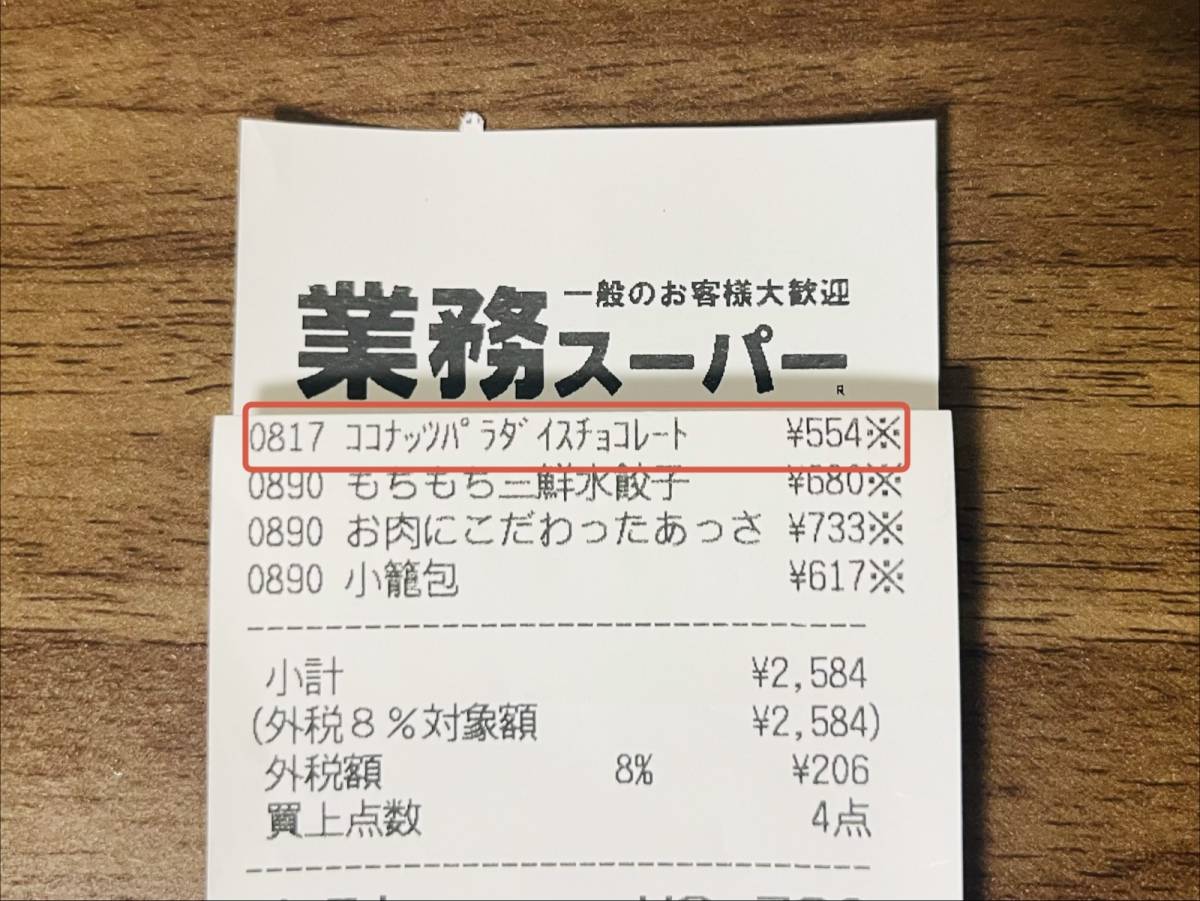 一般のお客様大歓迎
業務スーパー
R
0817 ココナッツパラダイスチョコレート ¥554※
0890 もちもち三鮮水餃子 ¥680※
0890 お肉にこだわったあっさ ¥733※
0890 小籠包 ¥617※
小計 ¥2,584
(外税8%対象額 ¥2,584)
外税額 8% ¥206
買上点数 4点